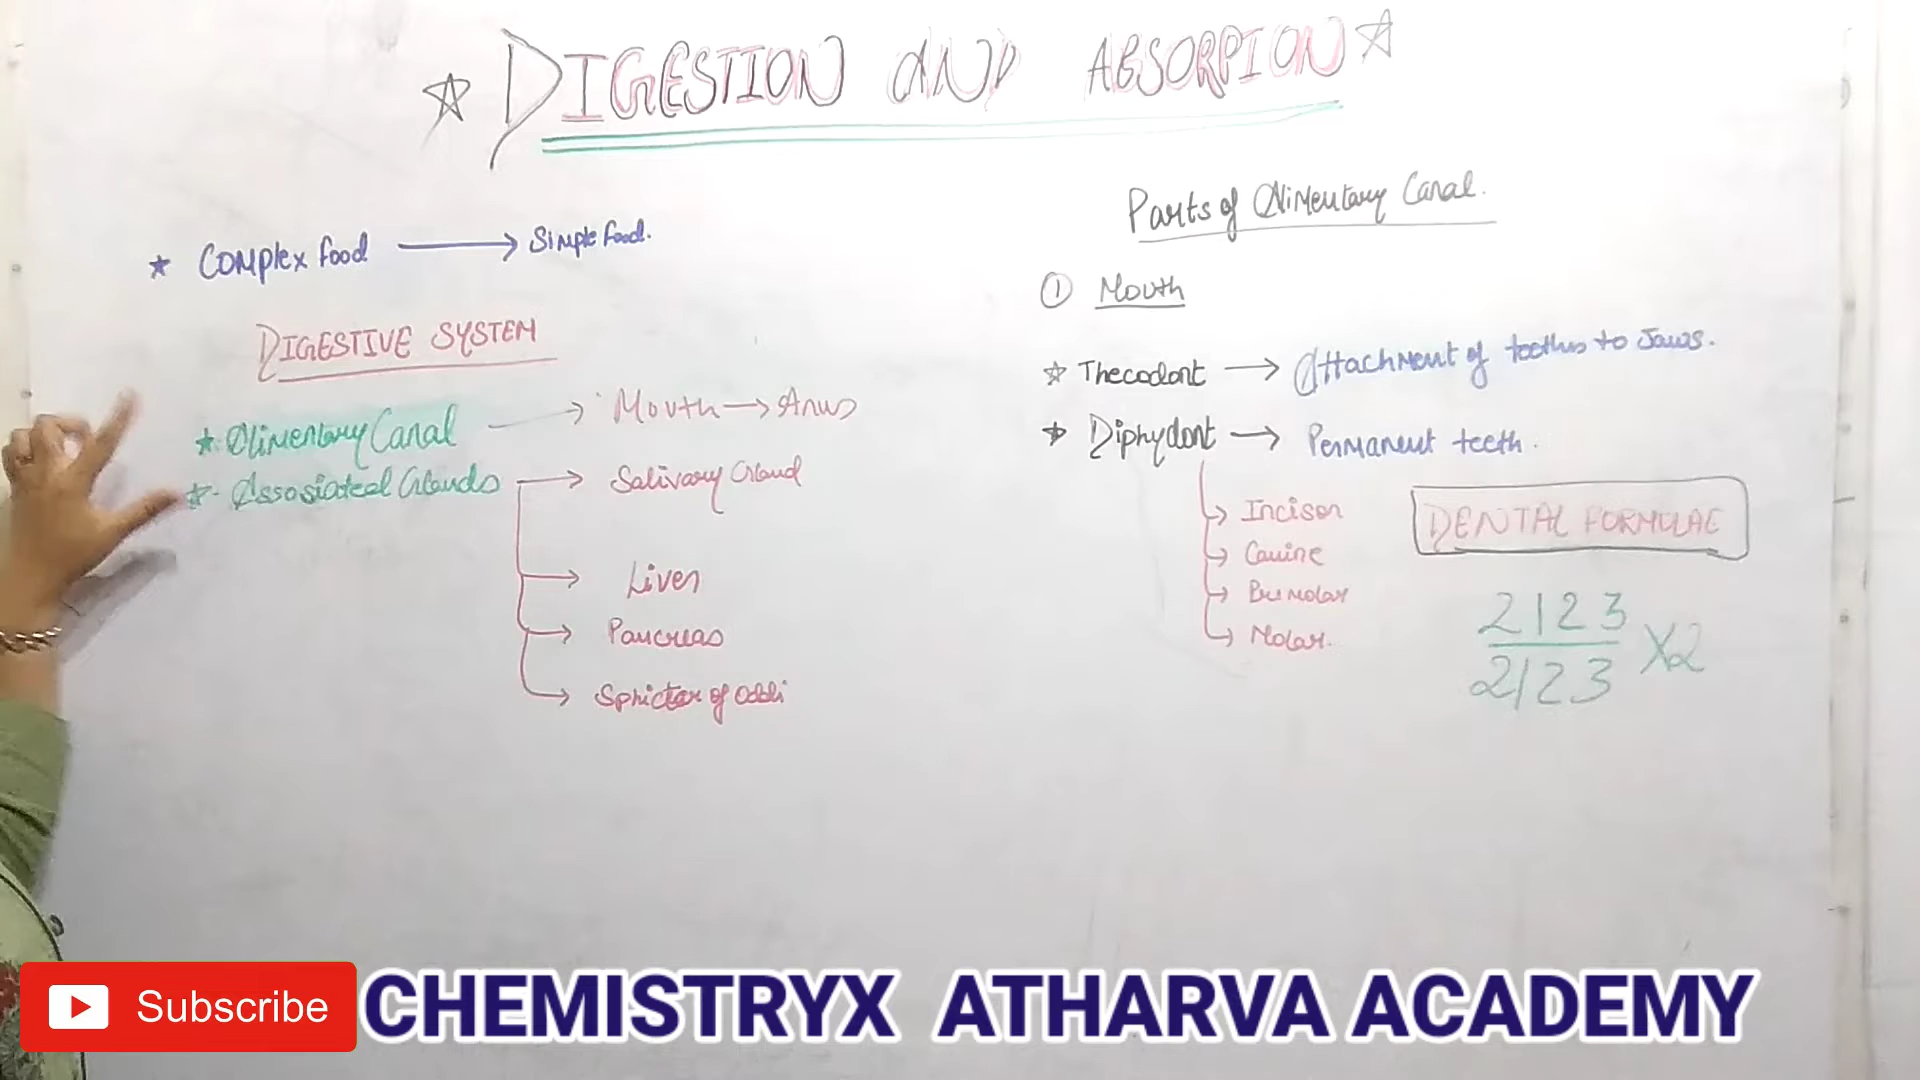 ☆ DIGESTION AND ABSORPION ☆
★ Complex food → Simple food.
DIGESTIVE SYSTEM
★. Alimentary Canal → Mouth → Anus
☆. Assosiated Glands → Salivary Gland
→ Liver
→ Pancreas
→ Sphicter of Oddi
Parts of Alimentary Canal.
① Mouth
☆ Thecodont → Attachment of teeths to Jaws.
★ Diphydont → Permanent teeth.
→ Incisor
→ Canine
→ Premolar
→ Molar.
DENTAL FORMULAE
2123
2123 X2
Subscribe CHEMISTRYX ATHARVA ACADEMY